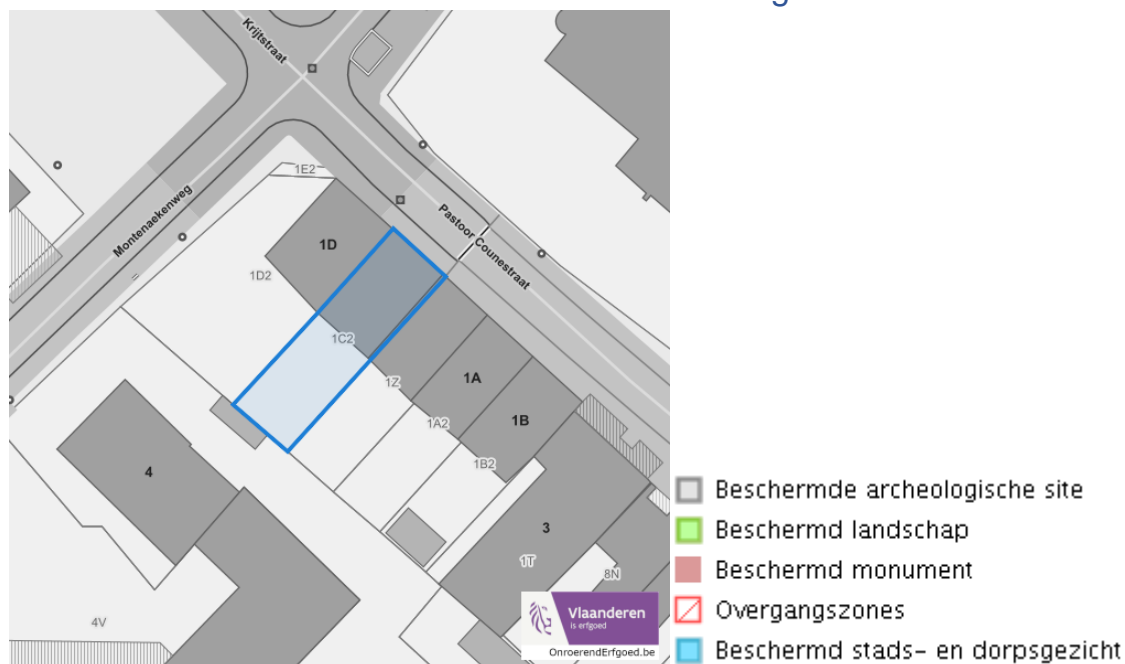 Krijtstraat
Montenaekenweg
Pastoor Counestraat
1E2
1D
1D2
1C2
1Z
1A
1A2
1B
1B2
4
3
1T
8N
4V
Vlaanderen
is erfgoed
OnroerendErfgoed.be
Beschermde archeologische site
Beschermd landschap
Beschermd monument
Overgangszones
Beschermd stads- en dorpsgezicht